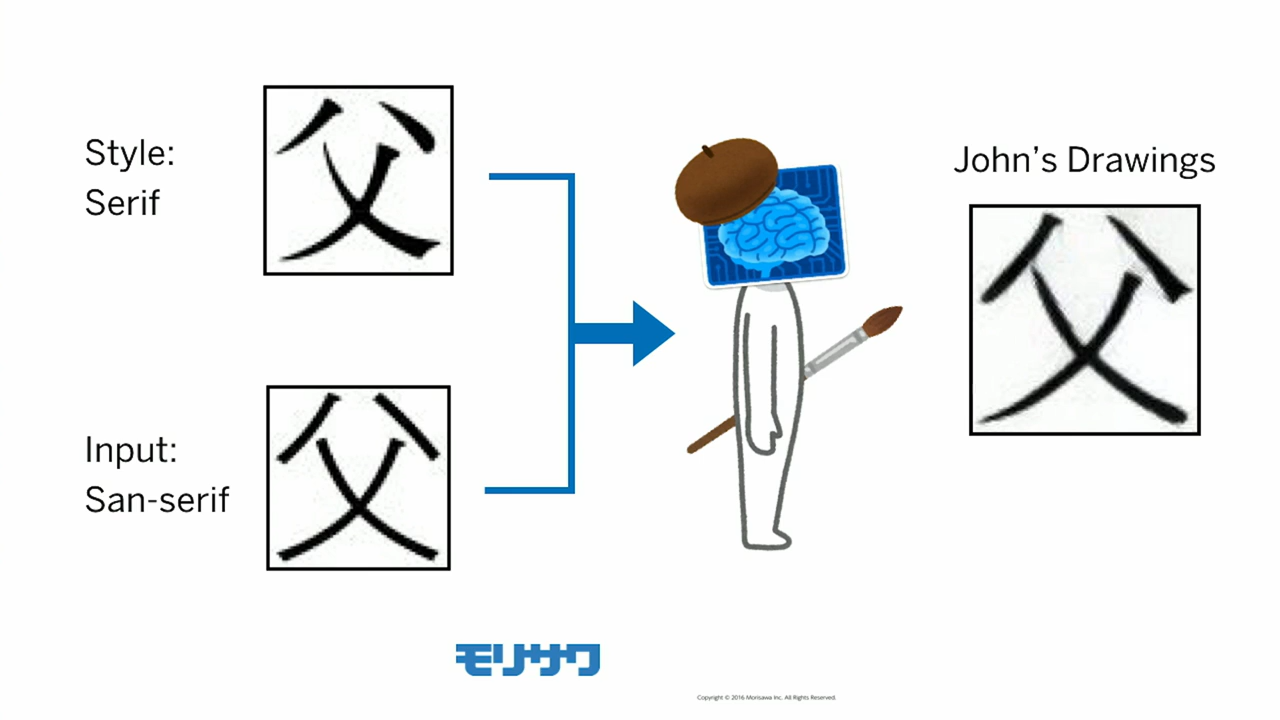 Style:
Serif
父
Input:
San-serif
父
John's Drawings
父
モリサワ
Copyright © 2016 Morisawa Inc. All Rights Reserved.